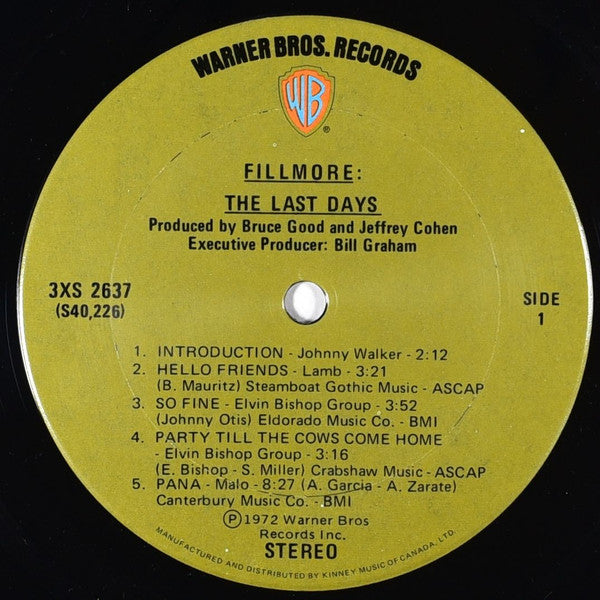 WARNER BROS. RECORDS
WB
®
FILLMORE:
THE LAST DAYS
Produced by Bruce Good and Jeffrey Cohen
Executive Producer: Bill Graham
3XS 2637
(S40,226)
SIDE
1
1. INTRODUCTION - Johnny Walker - 2:12
2. HELLO FRIENDS - Lamb - 3:21
(B. Mauritz) Steamboat Gothic Music - ASCAP
3. SO FINE - Elvin Bishop Group - 3:52
(Johnny Otis) Eldorado Music Co. - BMI
4. PARTY TILL THE COWS COME HOME
- Elvin Bishop Group - 3:16
(E. Bishop - S. Miller) Crabshaw Music - ASCAP
5. PANA - Malo - 8:27 (A. Garcia - A. Zarate)
Canterbury Music Co. - BMI
Ⓟ1972 Warner Bros
Records Inc.
STEREO
MANUFACTURED AND DISTRIBUTED BY KINNEY MUSIC OF CANADA, LTD.